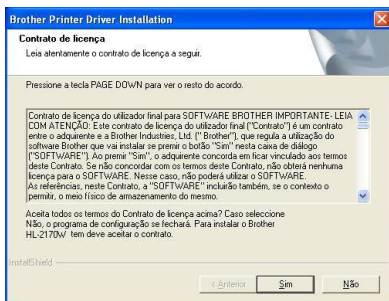 Brother Printer Driver Installation
Contrato de licença
Leia atentamente o contrato de licença a seguir.
Pressione a tecla PAGE DOWN para ver o resto do acordo.
Contrato de licença do utilizador final para SOFTWARE BROTHER IMPORTANTE- LEIA
COM ATENÇÃO: Este contrato de licença do utilizador final ("Contrato") é um contrato
entre o adquirente e a Brother Industries, Ltd. (" Brother"), que regula a utilização do
software Brother que vai instalar se premir o botão "Sim" nesta caixa de diálogo
("SOFTWARE"). Ao premir "Sim", o adquirente concorda em ficar vinculado aos termos
deste Contrato. Se não concordar com os termos deste Contrato, não obterá nenhuma
licença para o SOFTWARE. Nesse caso, não poderá utilizar o SOFTWARE.
As referências, neste Contrato, a "SOFTWARE" incluirão também, se o contexto o
permitir, o meio físico de armazenamento do mesmo.
Aceita todos os termos do Contrato de licença acima? Caso seleccione
Não, o programa de configuração se fechará. Para instalar o Brother
HL-2170W tem deve aceitar o contrato.
InstallShield
< Anterior Sim Não